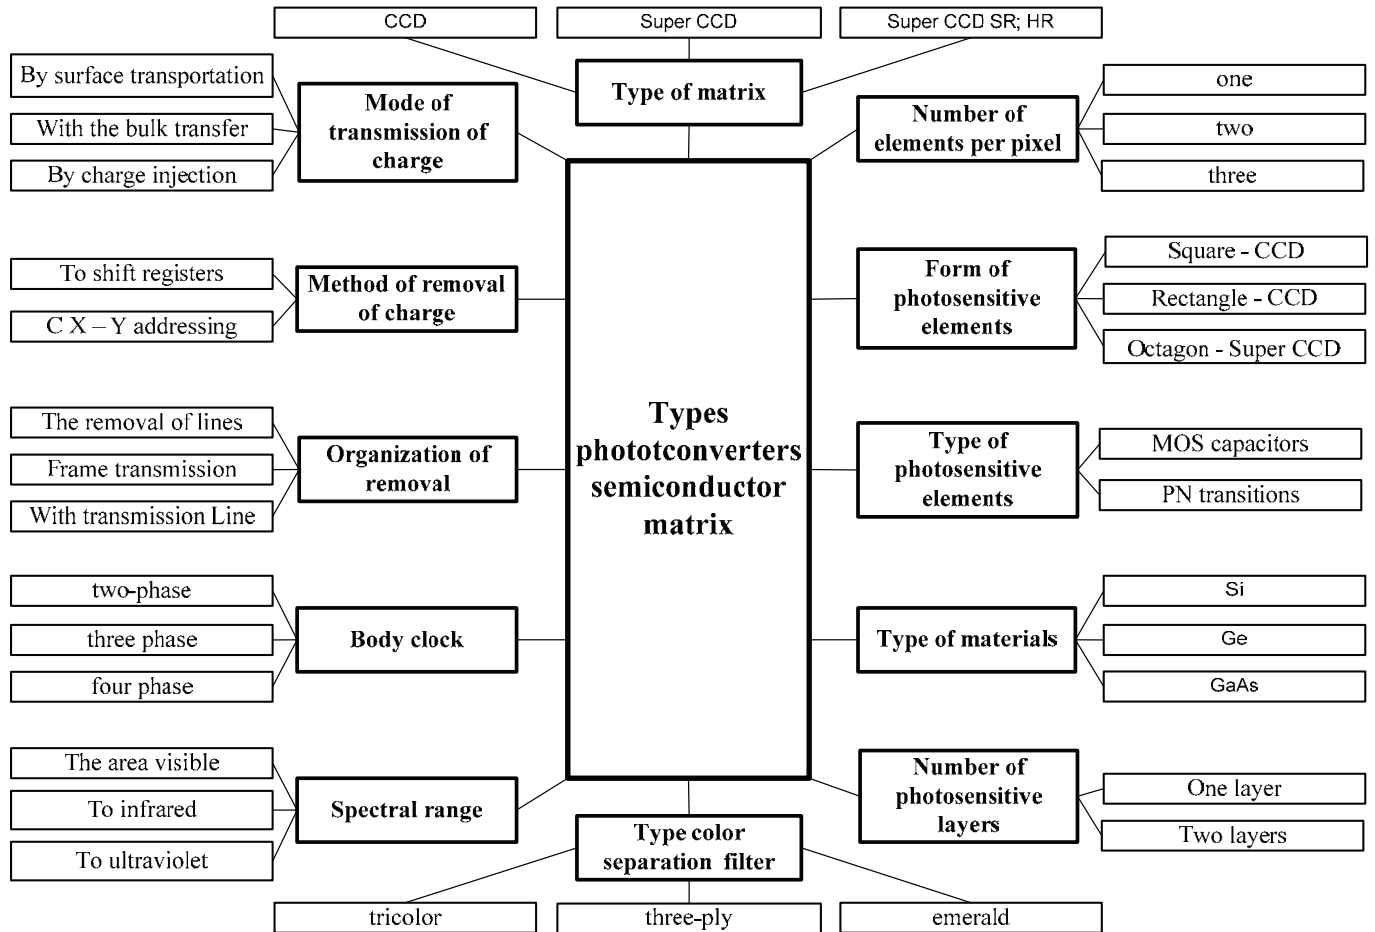 CCD
Super CCD
Super CCD SR; HR
Type of matrix
By surface transportation
With the bulk transfer
By charge injection
Mode of
transmission of
charge
Number of
elements per pixel
one
two
three
To shift registers
C X – Y addressing
Method of removal
of charge
Form of
photosensitive
elements
Square - CCD
Rectangle - CCD
Octagon - Super CCD
Types
phototconverters
semiconductor
matrix
The removal of lines
Frame transmission
With transmission Line
Organization of
removal
Type of
photosensitive
elements
MOS capacitors
PN transitions
two-phase
three phase
four phase
Body clock
Type of materials
Si
Ge
GaAs
The area visible
To infrared
To ultraviolet
Spectral range
Number of
photosensitive
layers
One layer
Two layers
Type color
separation filter
tricolor
three-ply
emerald